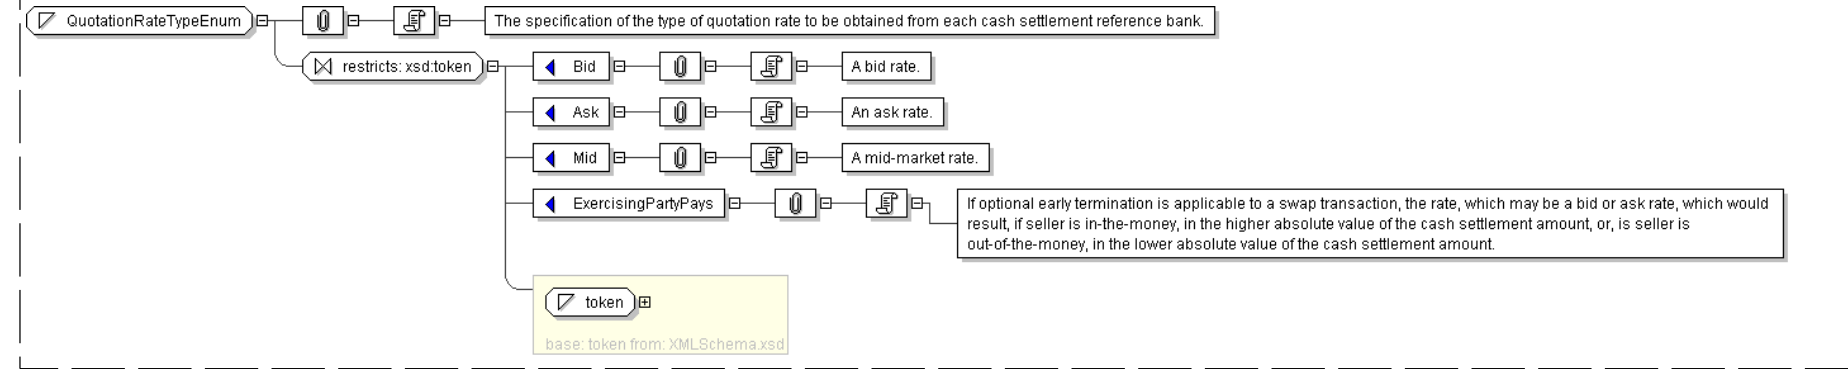 QuotationRateTypeEnum
The specification of the type of quotation rate to be obtained from each cash settlement reference bank.
restricts: xsd:token
Bid
A bid rate.
Ask
An ask rate.
Mid
A mid-market rate.
ExercisingPartyPays
If optional early termination is applicable to a swap transaction, the rate, which may be a bid or ask rate, which would
result, if seller is in-the-money, in the higher absolute value of the cash settlement amount, or, is seller is
out-of-the-money, in the lower absolute value of the cash settlement amount.
token
base: token from: XMLSchema.xsd